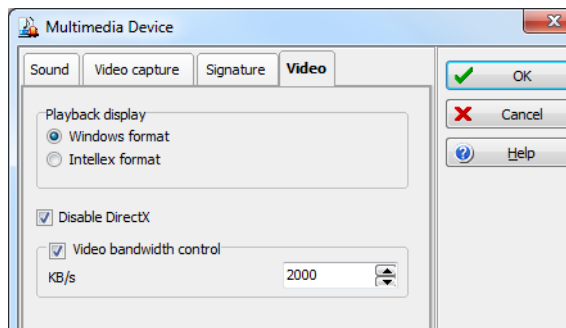 Multimedia Device
Sound Video capture Signature Video
OK
Cancel
Help
Playback display
Windows format
Intellex format
Disable DirectX
Video bandwidth control
KB/s 2000